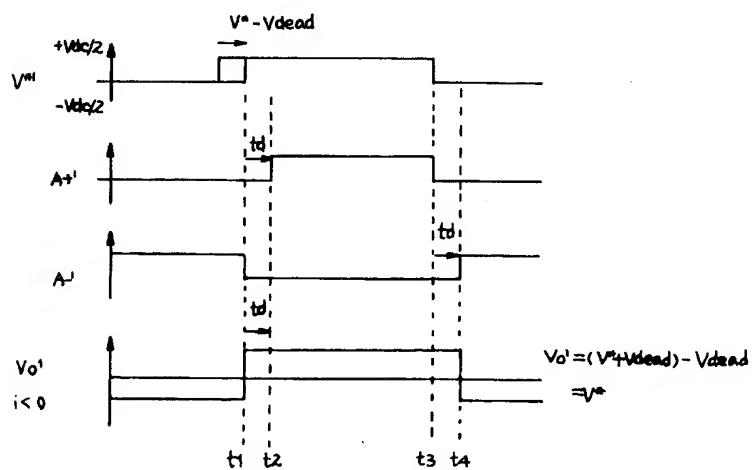 V* - Vdead
+Vdc/2
V*'
-Vdc/2
td
A+'
td
A-'
td
Vo'
i<0
Vo'=(V*+Vdead)-Vdead
=V*
t1 t2 t3 t4